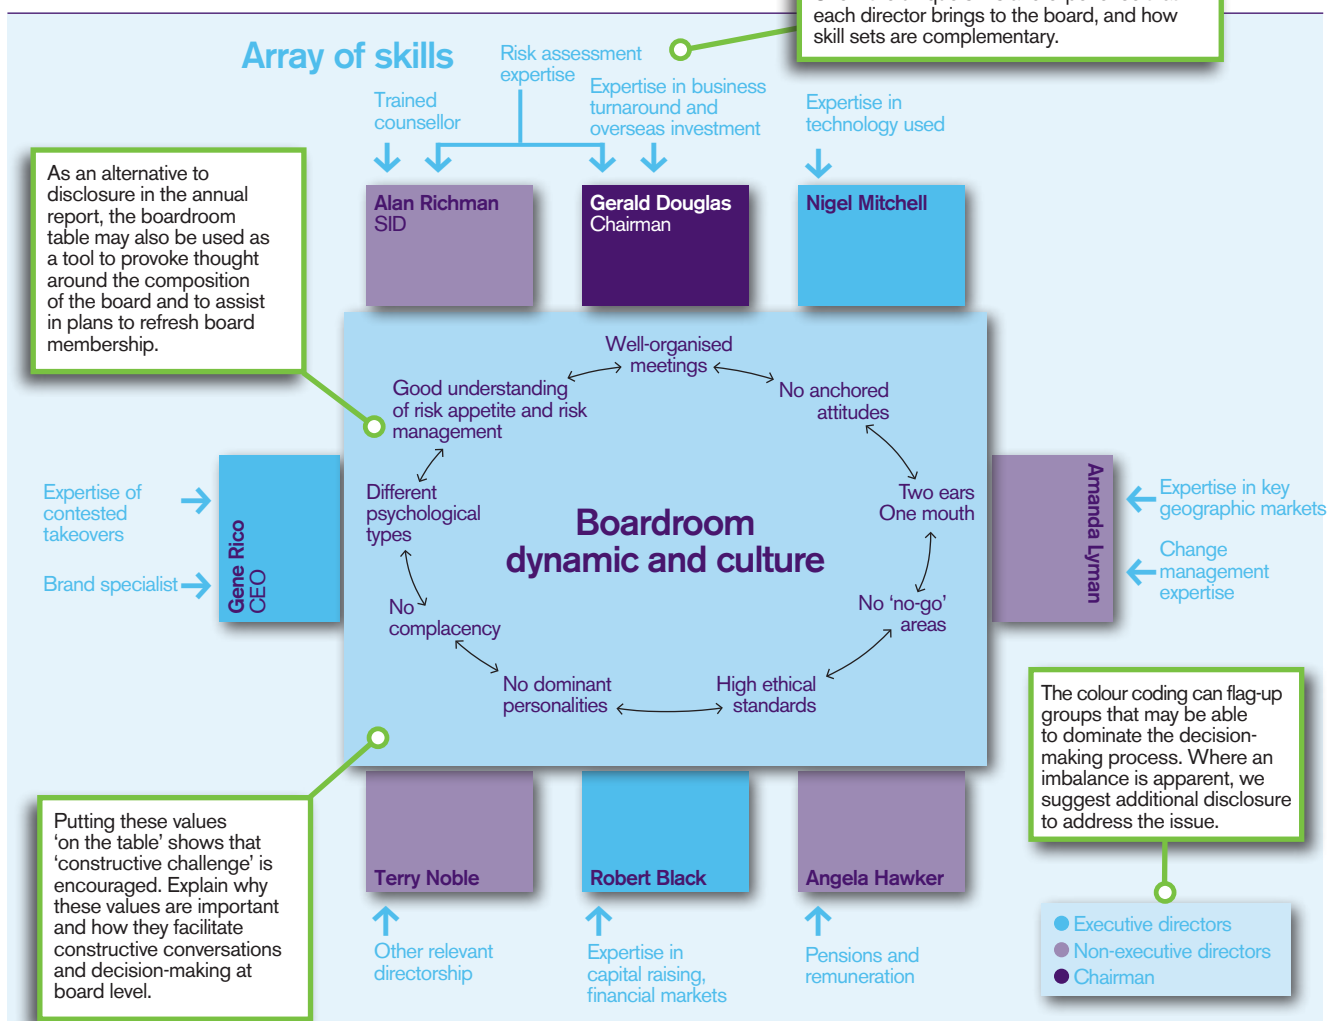 each director brings to the board, and how
skill sets are complementary.
Array of skills
Risk assessment
expertise
Trained
counsellor
Expertise in business
turnaround and
overseas investment
Expertise in
technology used
As an alternative to
disclosure in the annual
report, the boardroom
table may also be used as
a tool to provoke thought
around the composition
of the board and to assist
in plans to refresh board
membership.
Alan Richman
SID
Gerald Douglas
Chairman
Nigel Mitchell
Well-organised
meetings
Good understanding
of risk appetite and risk
management
No anchored
attitudes
Different
psychological
types
Two ears
One mouth
Boardroom
dynamic and culture
No
complacency
No ‘no-go’
areas
No dominant
personalities
High ethical
standards
Expertise of
contested
takeovers
Brand specialist
Gene Rico
CEO
Amanda Lyman
Expertise in key
geographic markets
Change
management
expertise
The colour coding can flag-up
groups that may be able
to dominate the decision-
making process. Where an
imbalance is apparent, we
suggest additional disclosure
to address the issue.
Putting these values
‘on the table’ shows that
‘constructive challenge’ is
encouraged. Explain why
these values are important
and how they facilitate
constructive conversations
and decision-making at
board level.
Terry Noble
Robert Black
Angela Hawker
Other relevant
directorship
Expertise in
capital raising,
financial markets
Pensions and
remuneration
Executive directors
Non-executive directors
Chairman